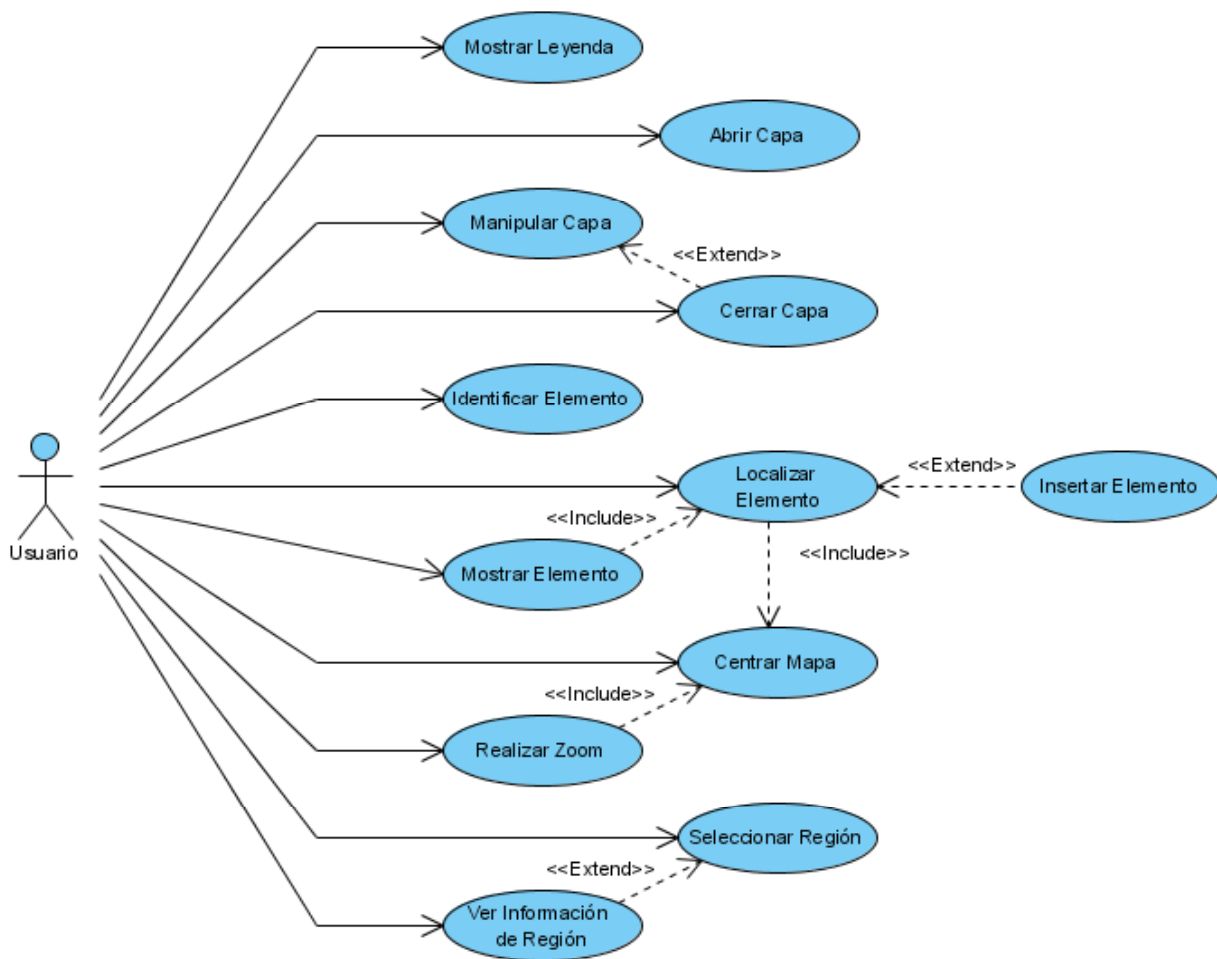 Mostrar Leyenda
Abrir Capa
Manipular Capa
<<Extend>>
Cerrar Capa
Identificar Elemento
Localizar
Elemento
<<Extend>>
Insertar Elemento
<<Include>>
Usuario
<<Include>>
Mostrar Elemento
Centrar Mapa
<<Include>>
Realizar Zoom
Seleccionar Región
<<Extend>>
Ver Información
de Región